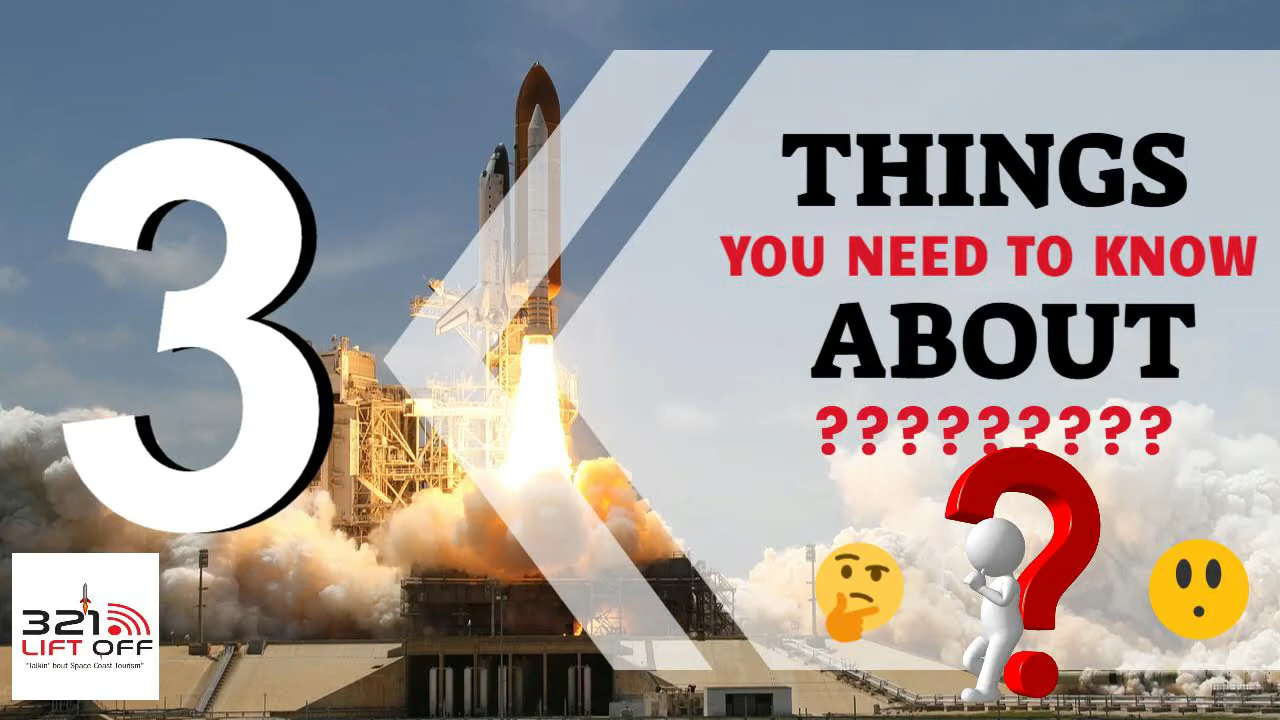 3
THINGS
YOU NEED TO KNOW
ABOUT
?????????
?
321
LIFT OFF
"Talkin' bout Space Coast Tourism"